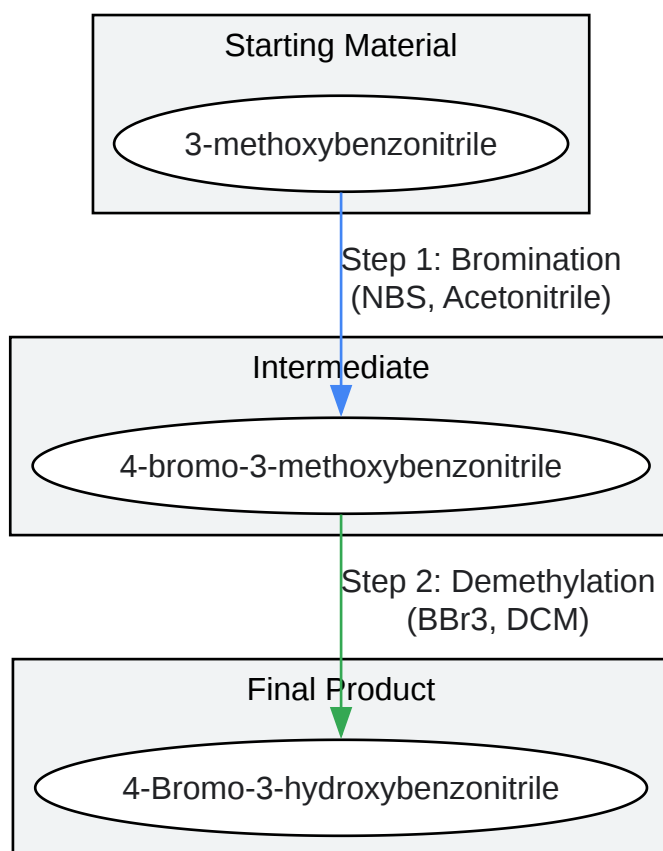 Starting Material
3-methoxybenzonitrile
Step 1: Bromination
(NBS, Acetonitrile)
Intermediate
4-bromo-3-methoxybenzonitrile
Step 2: Demethylation
(BBr3, DCM)
Final Product
4-Bromo-3-hydroxybenzonitrile